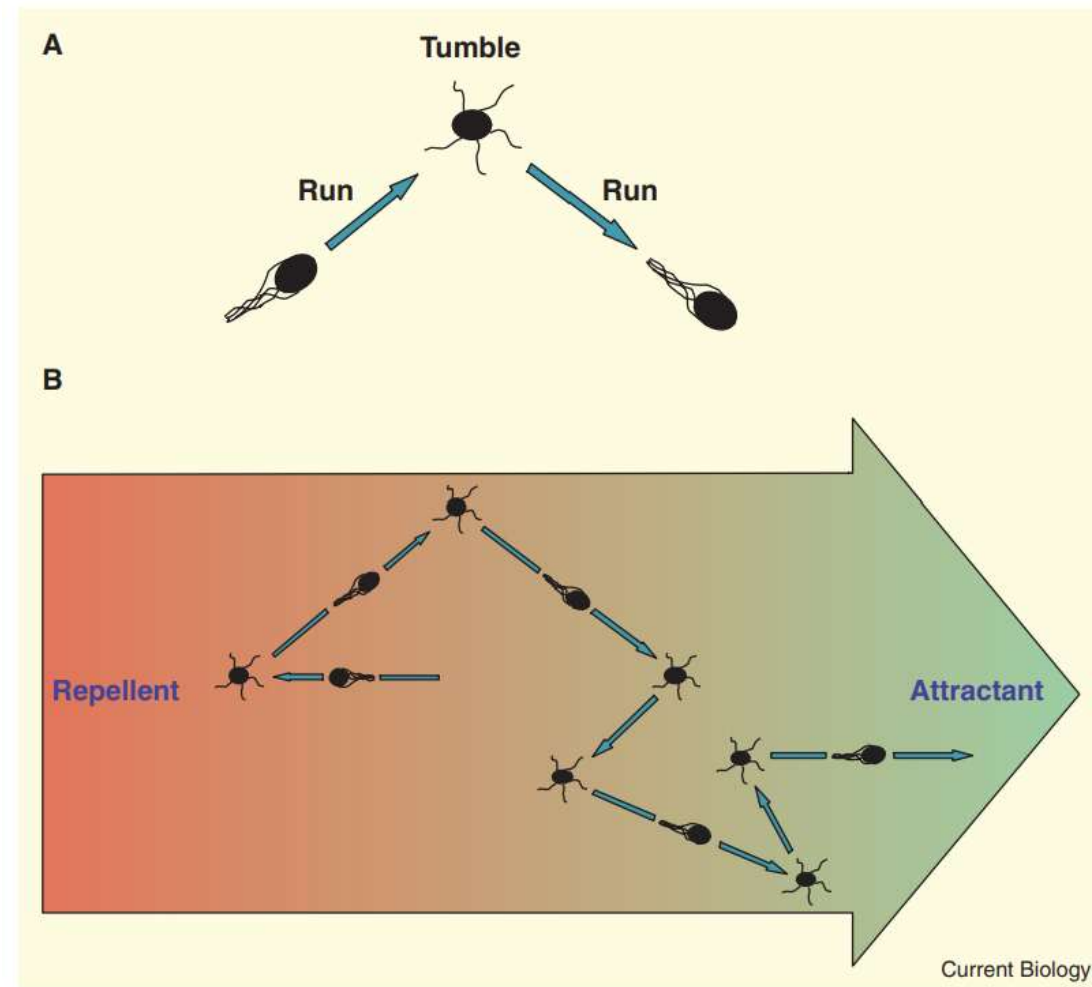 A
Tumble
Run
Run
B
Repellent
Attractant
Current Biology